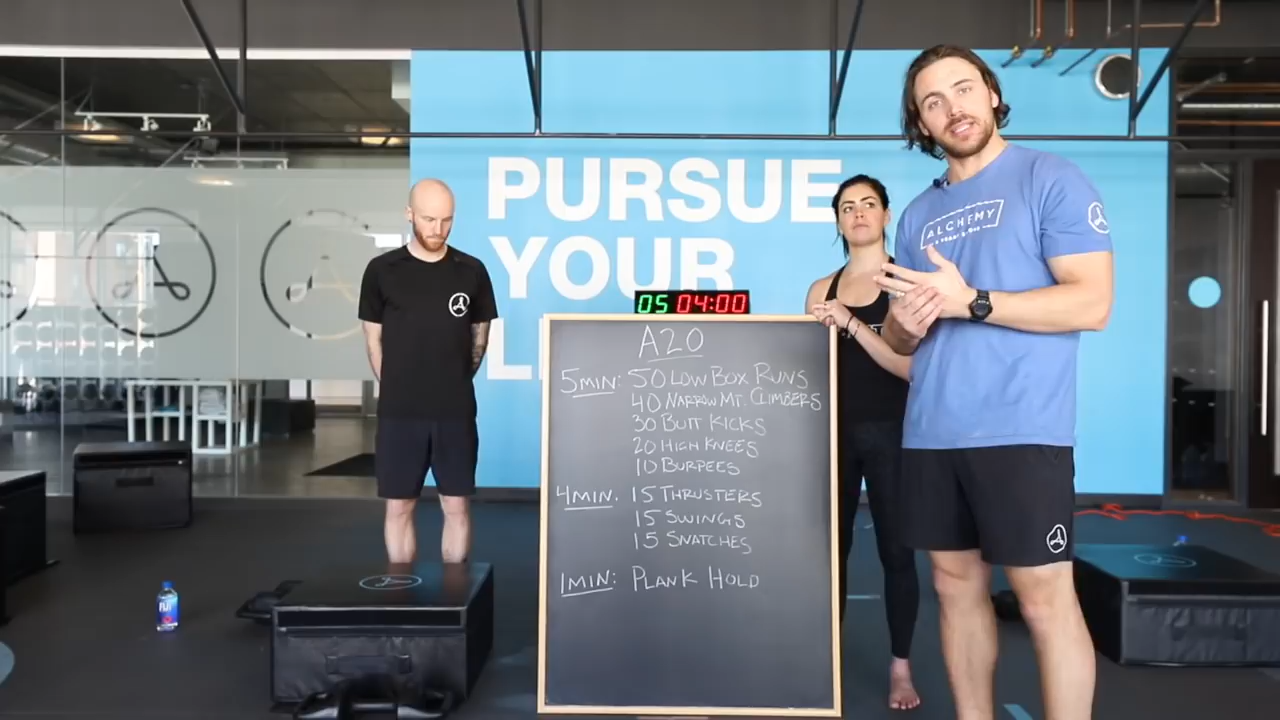 PURSUE
YOUR
L
05 04:00
ALCHEMY
A20
5MIN: 50 LOW BOX RUNS
40 NARROW MT. CLIMBERS
30 BUTT KICKS
20 HIGH KNEES
10 BURPEES
4MIN. 15 THRUSTERS
15 SWINGS
15 SNATCHES
1MIN: PLANK HOLD
FIJI